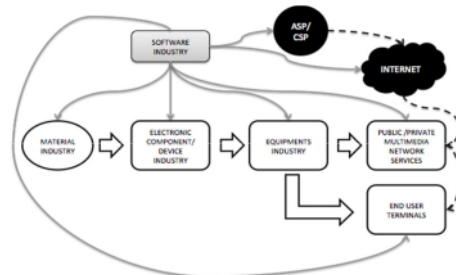 ASP/
CSP
SOFTWARE
INDUSTRY
INTERNET
MATERIAL
INDUSTRY
ELECTRONIC
COMPONENT/
DEVICE
INDUSTRY
EQUIPMENTS
INDUSTRY
PUBLIC /PRIVATE
MULTIMEDIA
NETWORK
SERVICES
END USER
TERMINALS